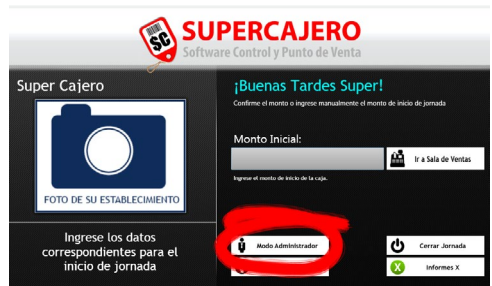 SC
SUPERCAJERO
Software Control y Punto de Venta
Super Cajero
FOTO DE SU ESTABLECIMIENTO
Ingrese los datos
correspondientes para el
inicio de jornada
¡Buenas Tardes Super!
Confirme el monto o ingrese manualmente el monto de inicio de jornada
Monto Inicial:
Ir a Sala de Ventas
Ingrese el monto de inicio de la caja.
Modo Administrador
Cerrar Jornada
X Informes X